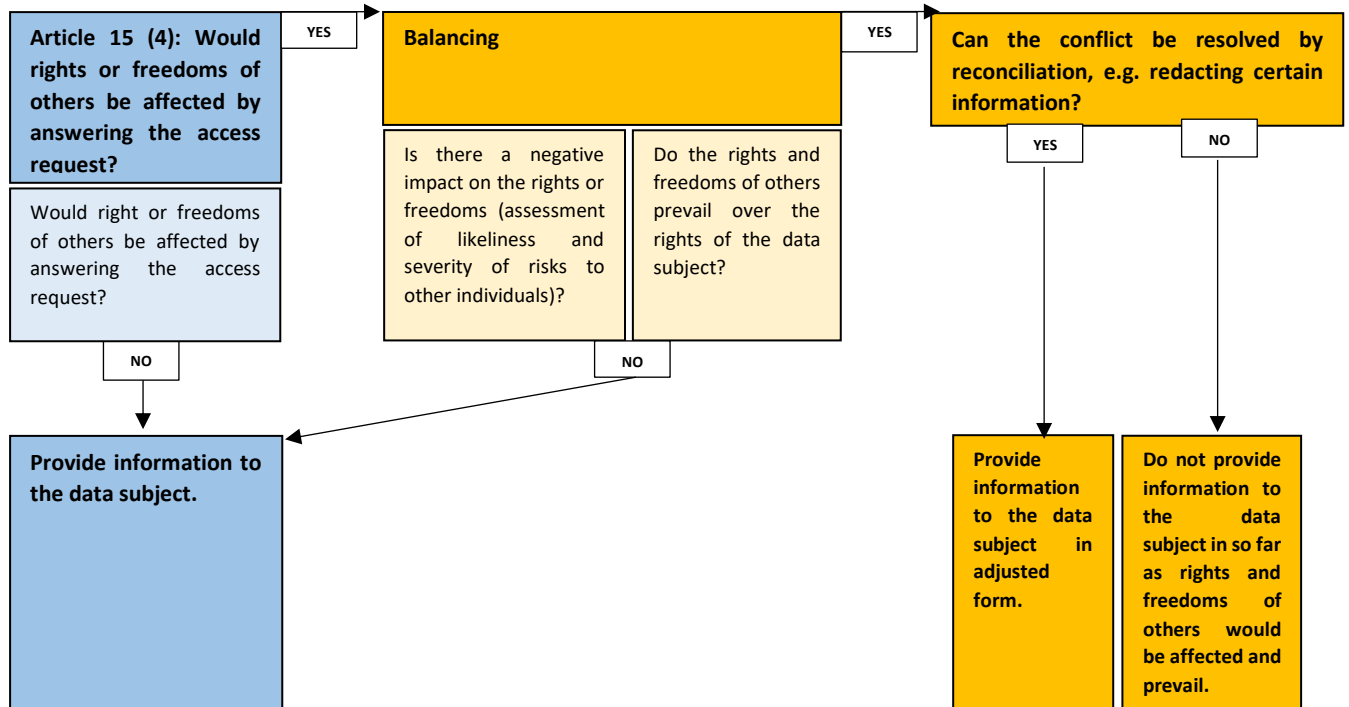 Article 15 (4): Would
rights or freedoms of
others be affected by
answering the access
request?
YES
Balancing
YES
Can the conflict be resolved by
reconciliation, e.g. redacting certain
information?
Would right or freedoms
of others be affected by
answering the access
request?
Is there a negative
impact on the rights or
freedoms (assessment
of likeliness and
severity of risks to
other individuals)?
Do the rights and
freedoms of others
prevail over the
rights of the data
subject?
YES
NO
NO
NO
Provide information to
the data subject.
Provide
information
to the data
subject in
adjusted
form.
Do not provide
information to
the data
subject in so far
as rights and
freedoms of
others would
be affected and
prevail.